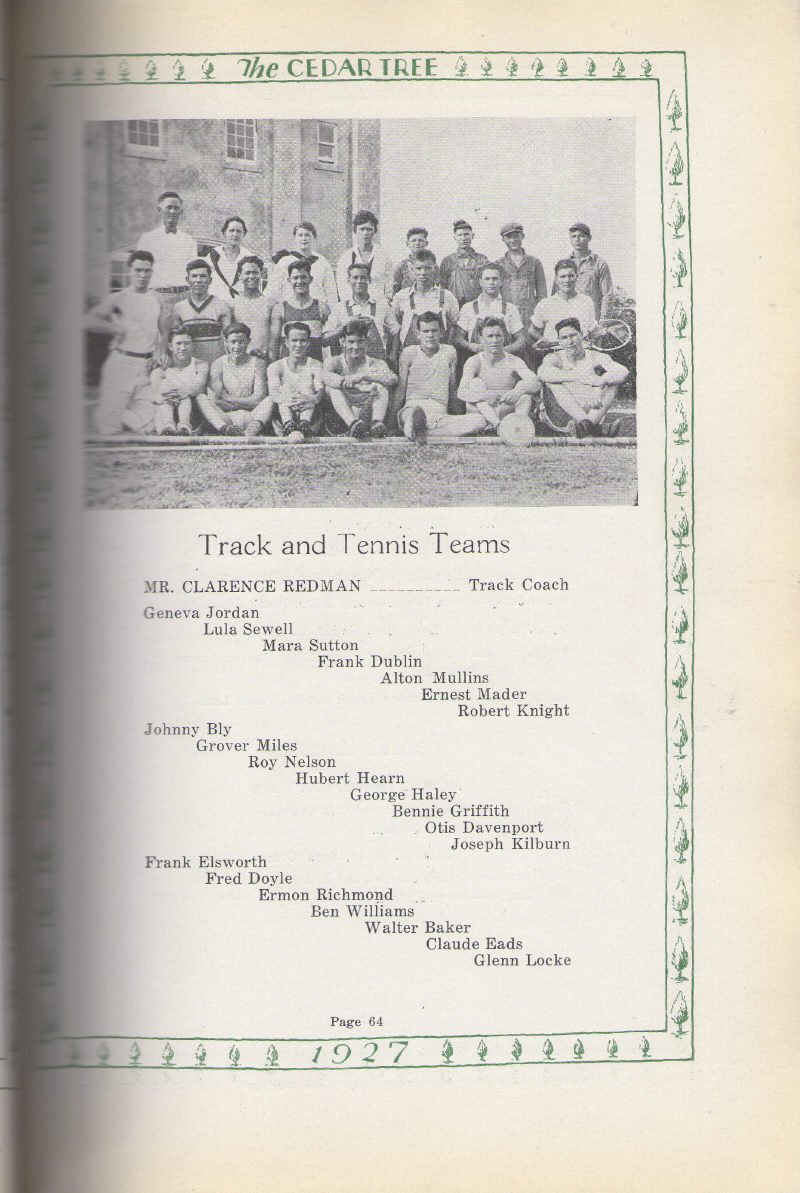 The CEDAR TREE
Track and Tennis Teams
MR. CLARENCE REDMAN __________ Track Coach
Geneva Jordan
Lula Sewell
Mara Sutton
Frank Dublin
Alton Mullins
Ernest Mader
Robert Knight
Johnny Bly
Grover Miles
Roy Nelson
Hubert Hearn
George Haley
Bennie Griffith
Otis Davenport
Joseph Kilburn
Frank Elsworth
Fred Doyle
Ermon Richmond
Ben Williams
Walter Baker
Claude Eads
Glenn Locke
Page 64
1927